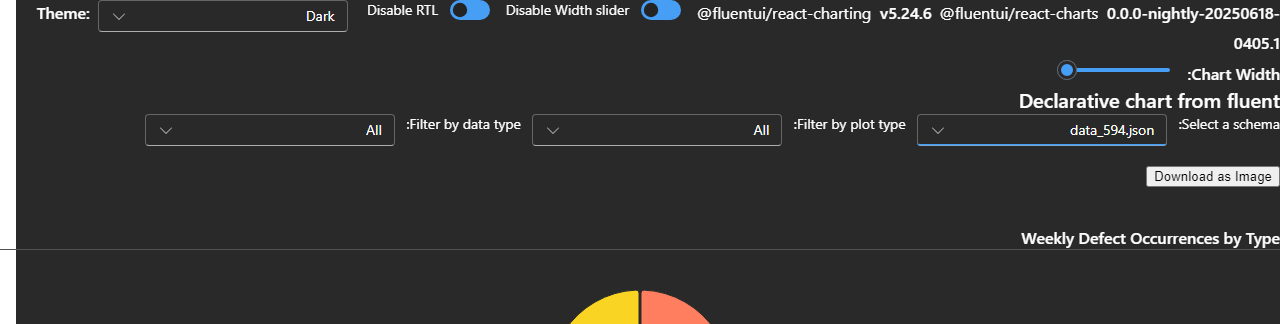 Theme: Dark Disable RTL Disable Width slider @fluentui/react-charting v5.24.6 @fluentui/react-charts 0.0.0-nightly-20250618-
0405.1
:Chart Width
Declarative chart from fluent
:Select a schema data_594.json :Filter by plot type All :Filter by data type All
Download as Image
Weekly Defect Occurrences by Type